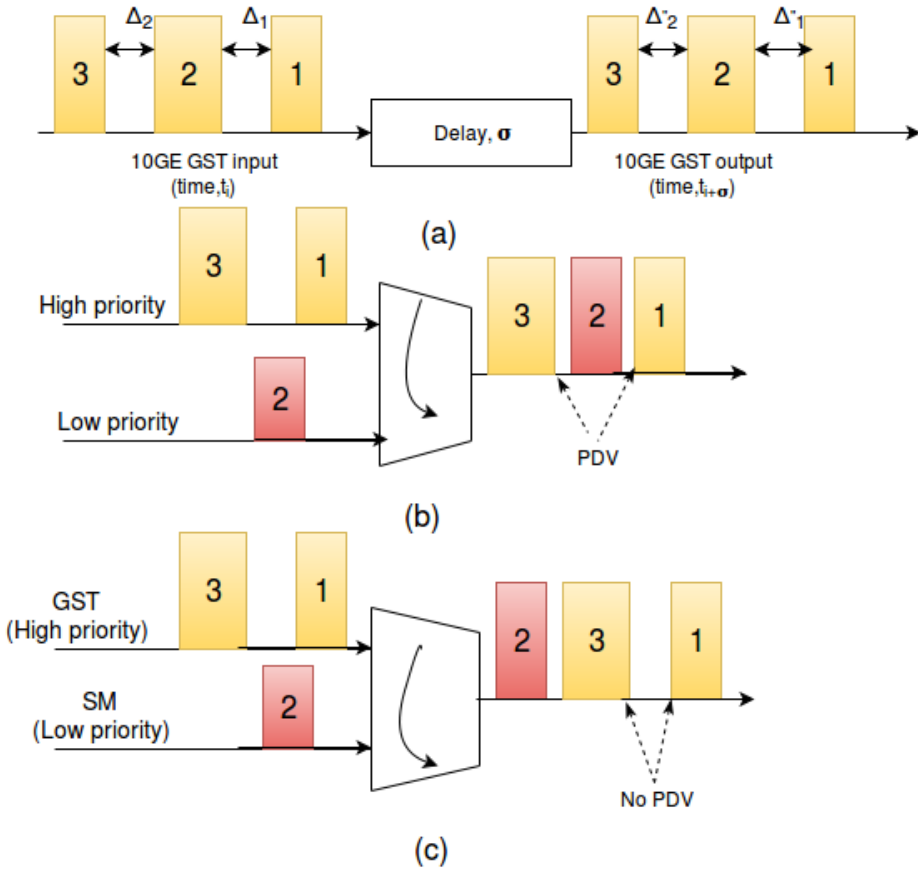 Δ₂ Δ₁ Δ"₂ Δ"₁
3 2 1 3 2 1
Delay, σ
10GE GST input 10GE GST output
(time,tᵢ) (time,tᵢ₊σ)
(a)
3 1
3 2 1
High priority
2
Low priority
PDV
(b)
3 1
2 3 1
GST
(High priority)
2
SM
(Low priority)
No PDV
(c)